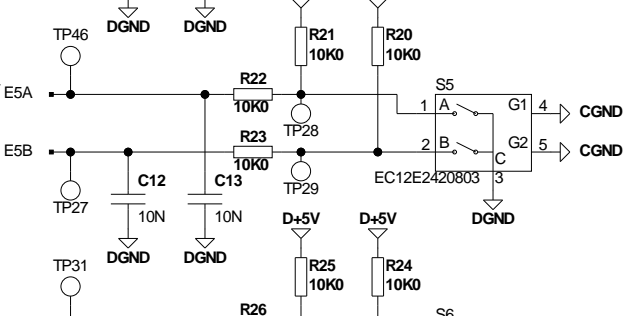 DGND DGND
TP46
R21
10K0
R20
10K0
R22
10K0
S5
E5A
1 A G1 4 CGND
TP28
R23
10K0
E5B
2 B G2 5 CGND
C
EC12E2420803 3
TP27
C12
10N
C13
10N
TP29
DGND
D+5V D+5V
DGND DGND
TP31
R25
10K0
R24
10K0
R26
S6